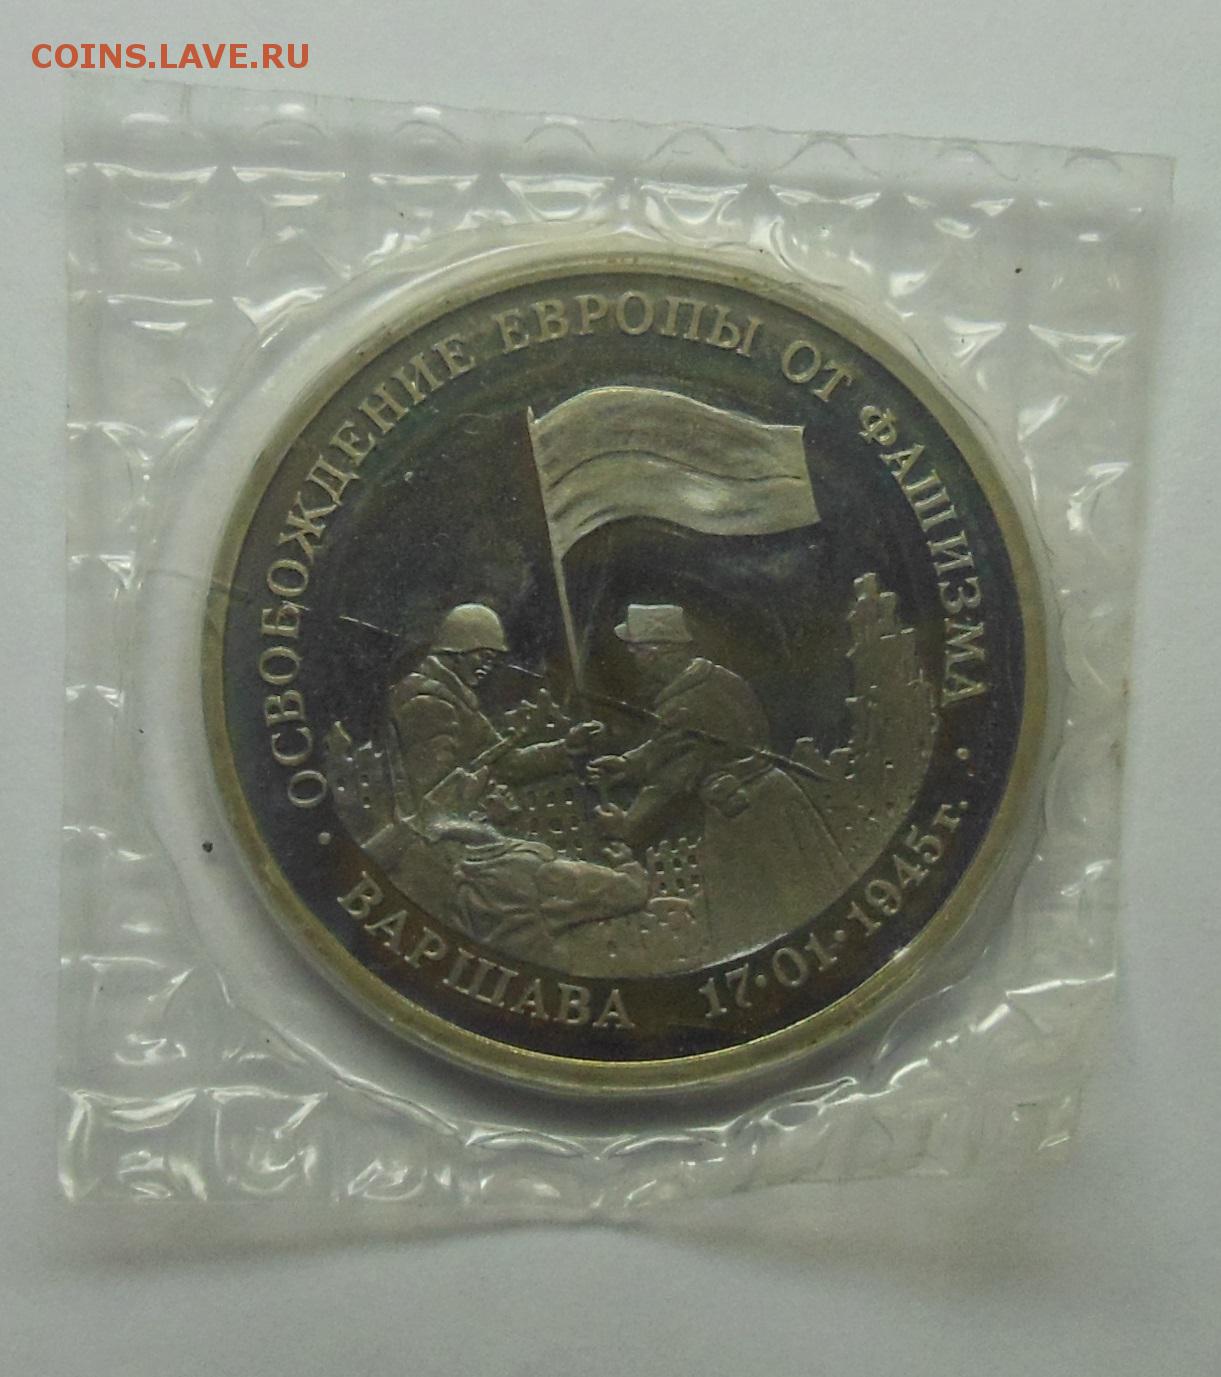 COINS.LAVE.RU
• ОСВОБОЖДЕНИЕ ЕВРОПЫ ОТ ФАШИЗМА •
ВАРШАВА 17•01•1945г.